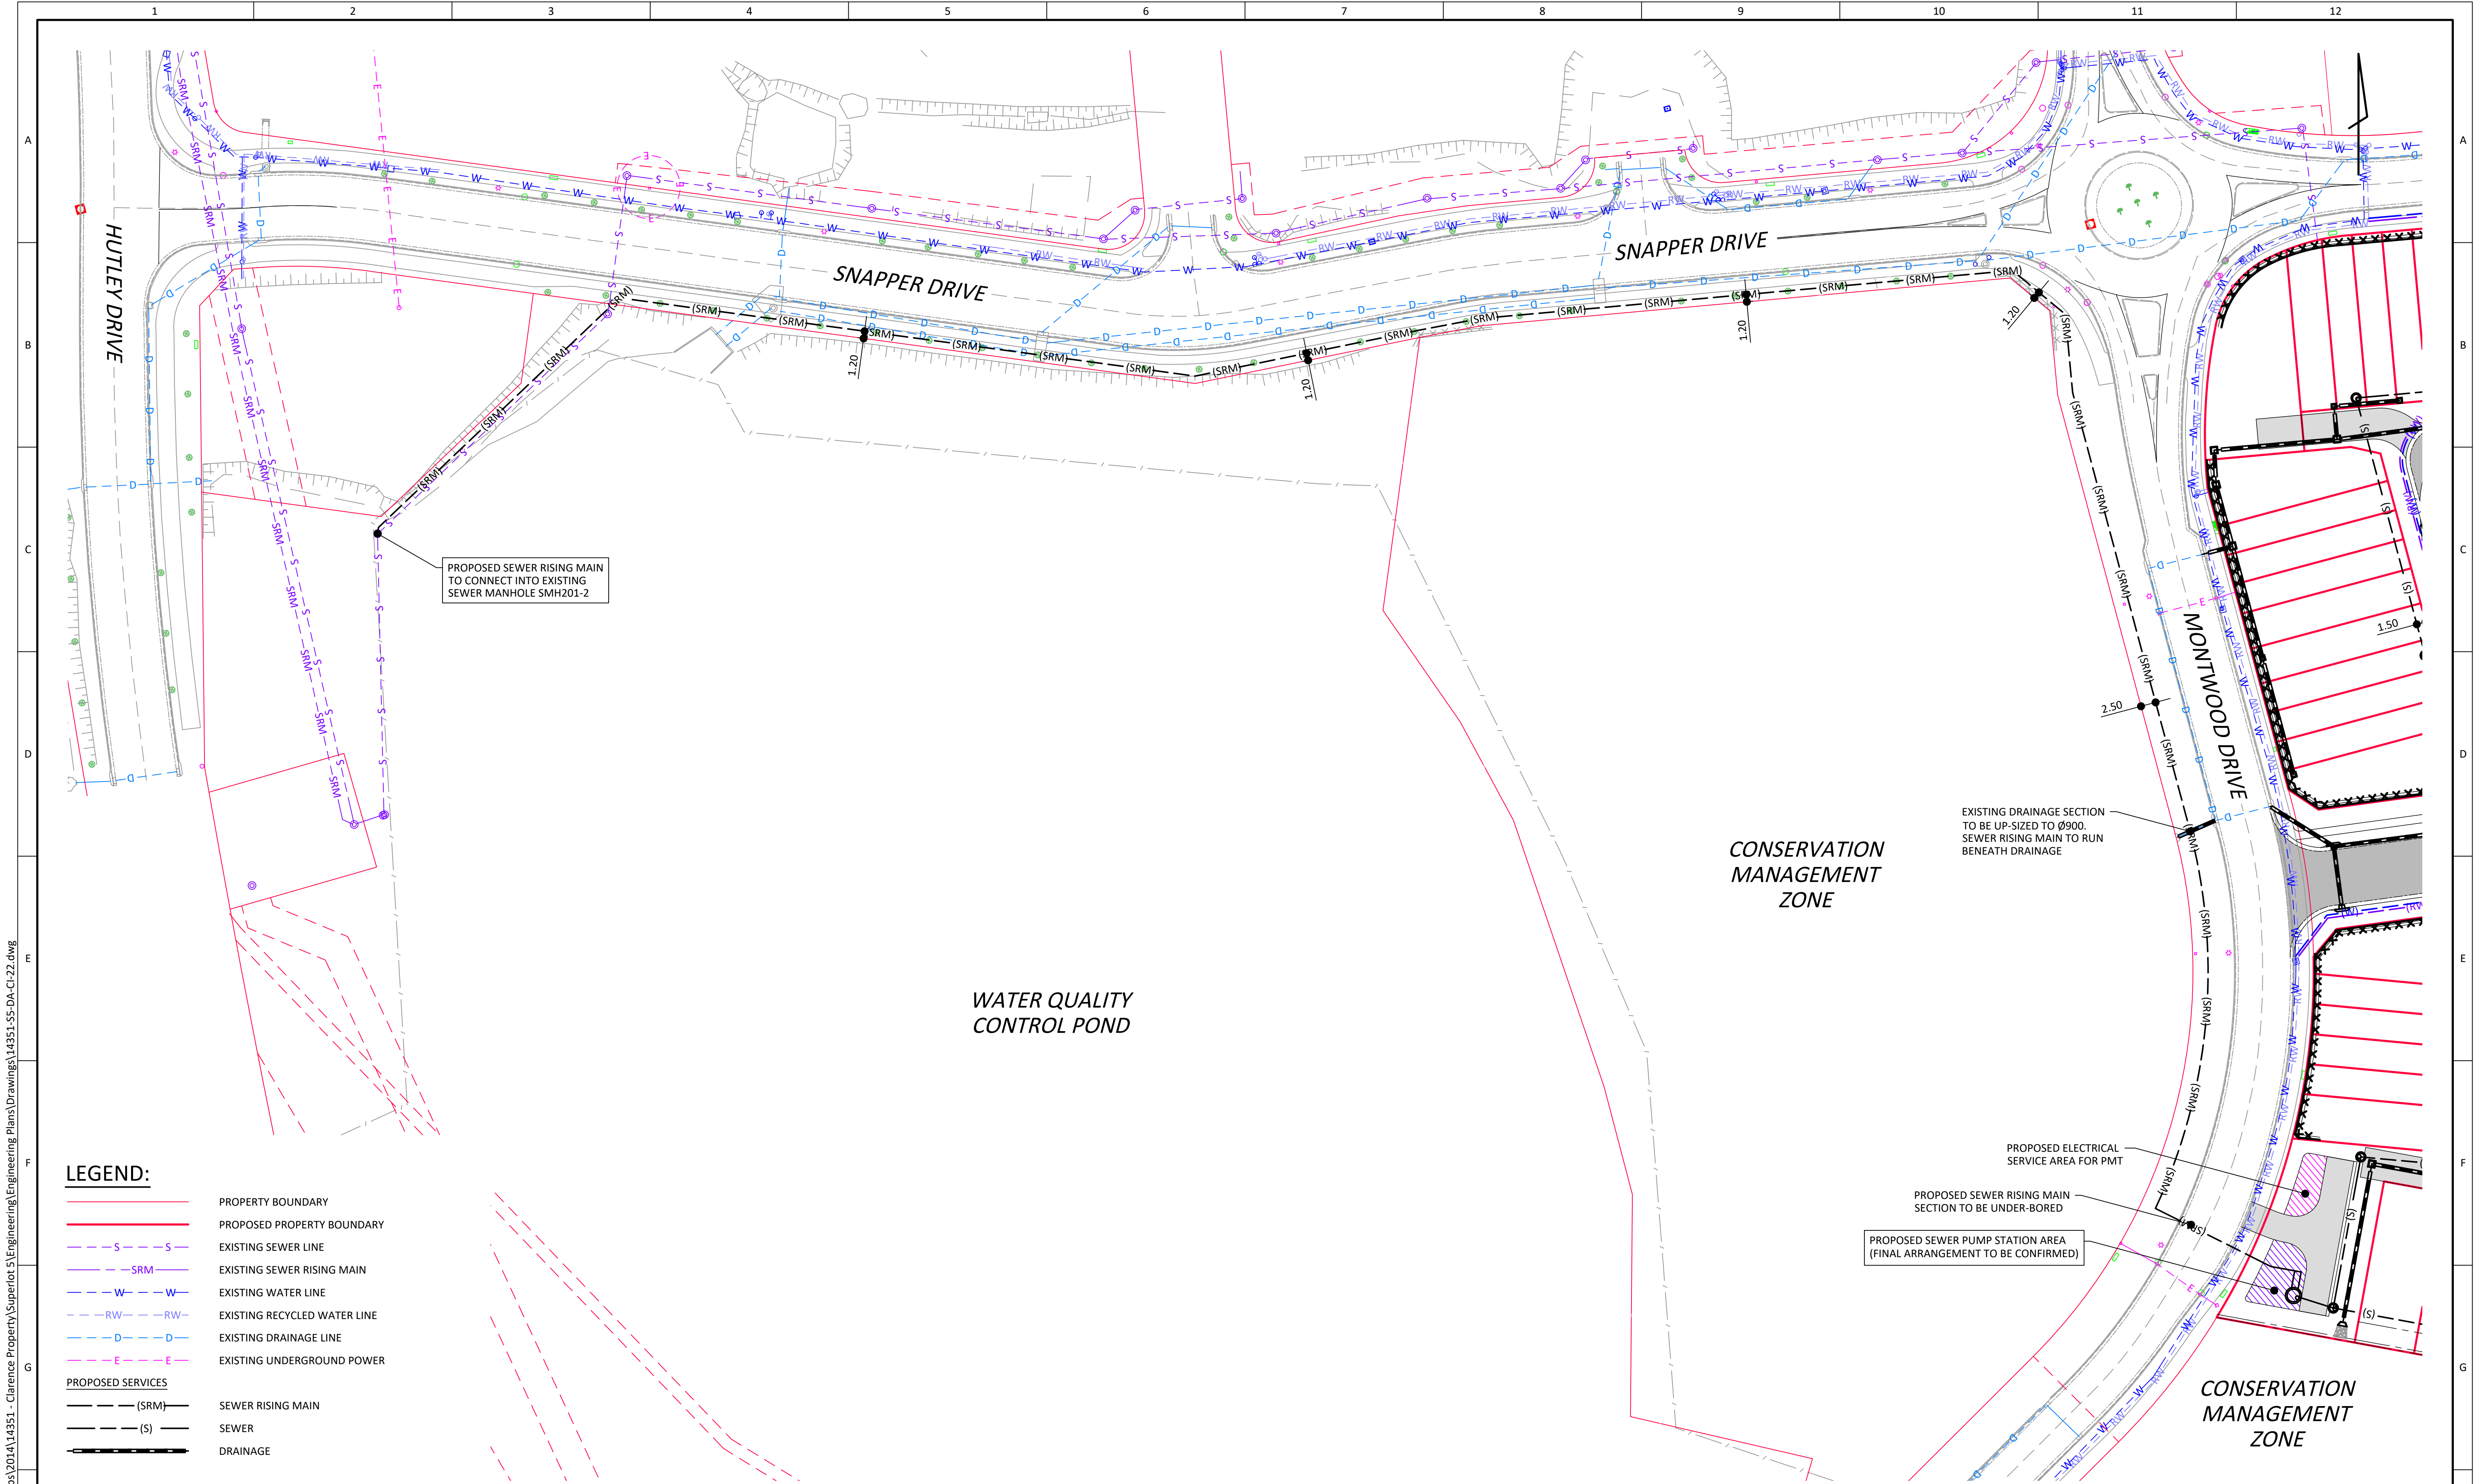 1 2 3 4 5 6 7 8 9 10 11 12
A A
B B
C C
D D
E E
F F
G G
HUTLEY DRIVE
SNAPPER DRIVE
SNAPPER DRIVE
MONTWOOD DRIVE
1.20
1.20
1.20
1.20
2.50
1.50
PROPOSED SEWER RISING MAIN
TO CONNECT INTO EXISTING
SEWER MANHOLE SMH201-2
EXISTING DRAINAGE SECTION
TO BE UP-SIZED TO Ø900.
SEWER RISING MAIN TO RUN
BENEATH DRAINAGE
CONSERVATION
MANAGEMENT
ZONE
WATER QUALITY
CONTROL POND
PROPOSED ELECTRICAL
SERVICE AREA FOR PMT
PROPOSED SEWER RISING MAIN
SECTION TO BE UNDER-BORED
PROPOSED SEWER PUMP STATION AREA
(FINAL ARRANGEMENT TO BE CONFIRMED)
CONSERVATION
MANAGEMENT
ZONE
LEGEND:
PROPERTY BOUNDARY
PROPOSED PROPERTY BOUNDARY
S S EXISTING SEWER LINE
SRM EXISTING SEWER RISING MAIN
W W EXISTING WATER LINE
RW RW EXISTING RECYCLED WATER LINE
D D EXISTING DRAINAGE LINE
E E EXISTING UNDERGROUND POWER
PROPOSED SERVICES
(SRM) SEWER RISING MAIN
(S) SEWER
DRAINAGE
\2014\14351 - Clarence Property\Superlot 5\Engineering\Engineering Plans\Drawings\14351-S5-DA-CI-22.dwg